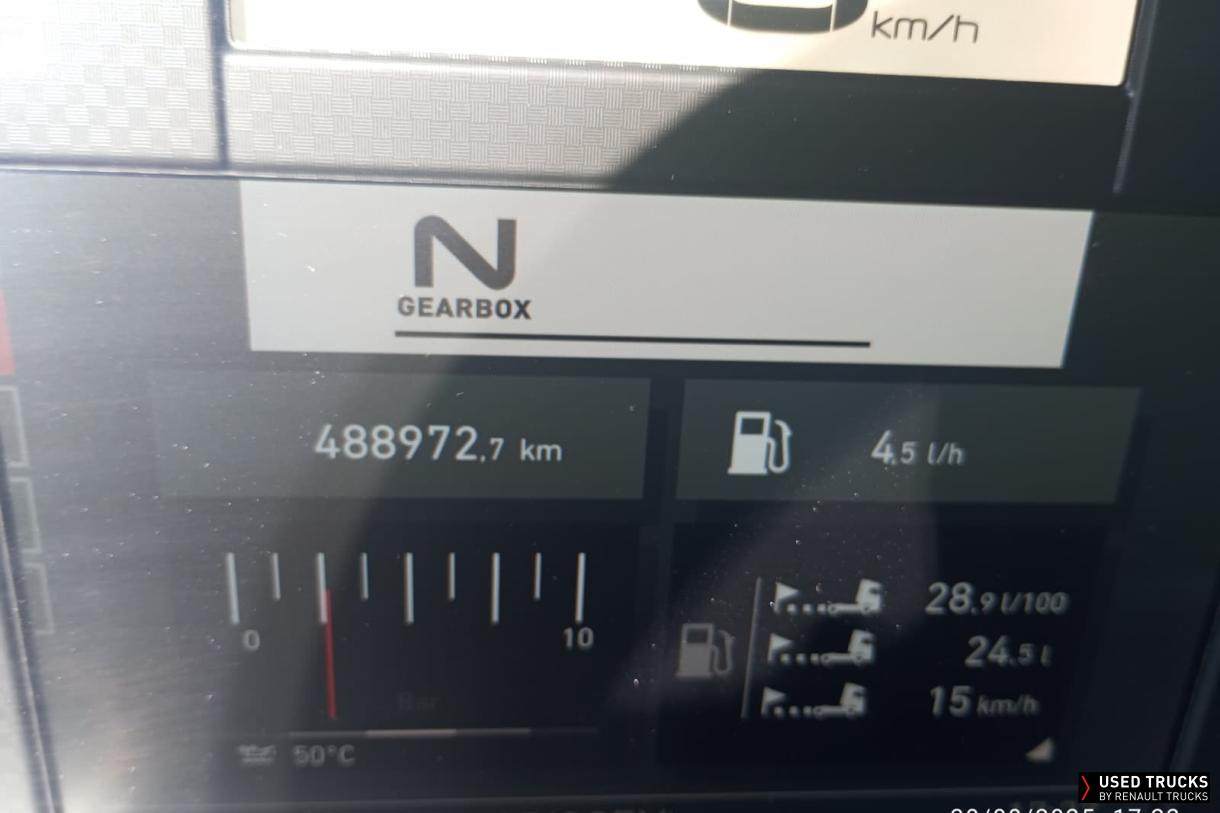 km/h
N
GEARBOX
488972,7 km
4.5 l/h
0
10
Bar
28.9 l/100
24.5 l
15 km/h
50°C
USED TRUCKS
BY RENAULT TRUCKS